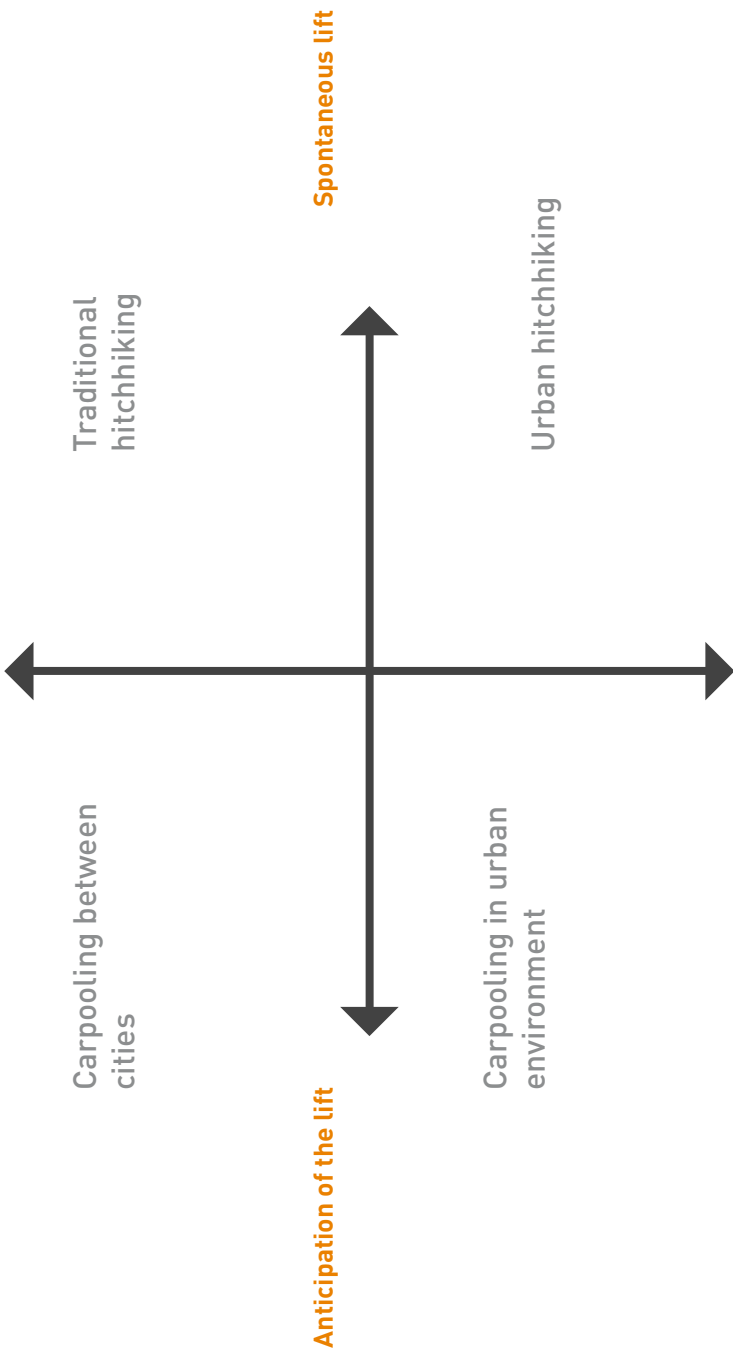 Carpooling between
cities
Traditional
hitchhiking
Anticipation of the lift
Spontaneous lift
Carpooling in urban
environment
Urban hitchhiking